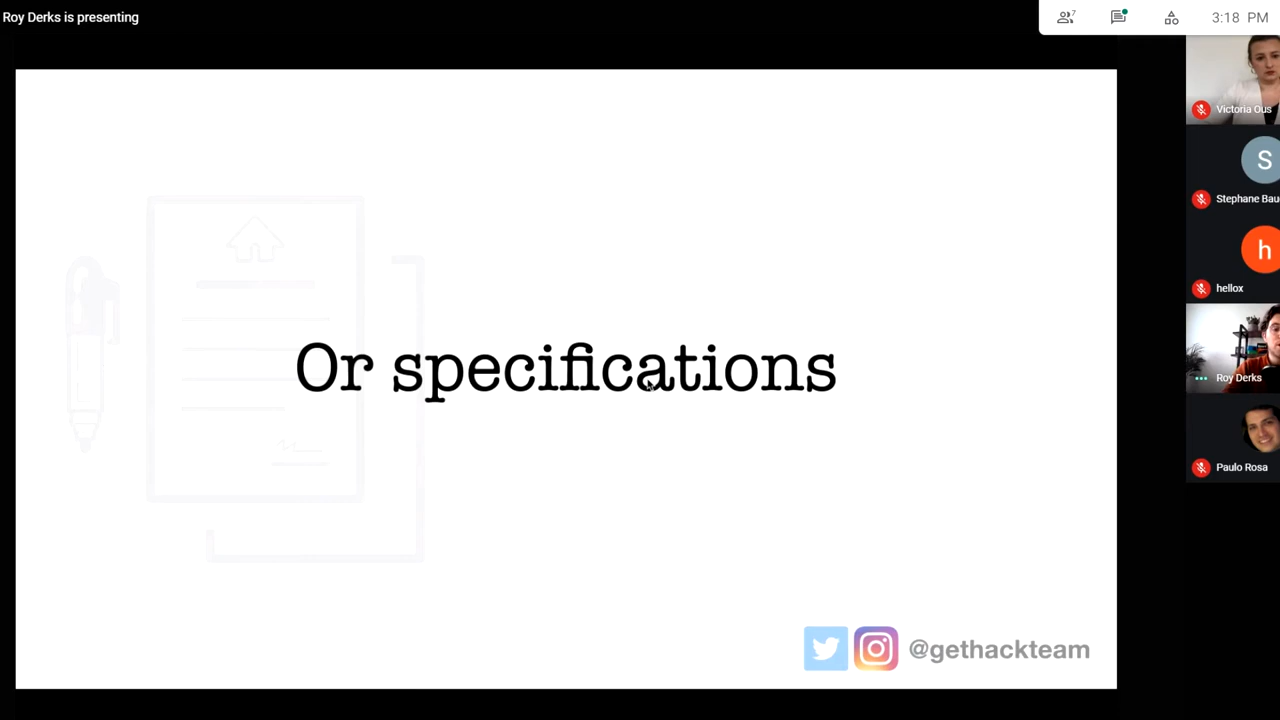 Roy Derks is presenting
7
3:18 PM
Or specifications
@gethackteam
Victoria Ous
S
Stephane Bau
h
hellox
Roy Derks
Paulo Rosa